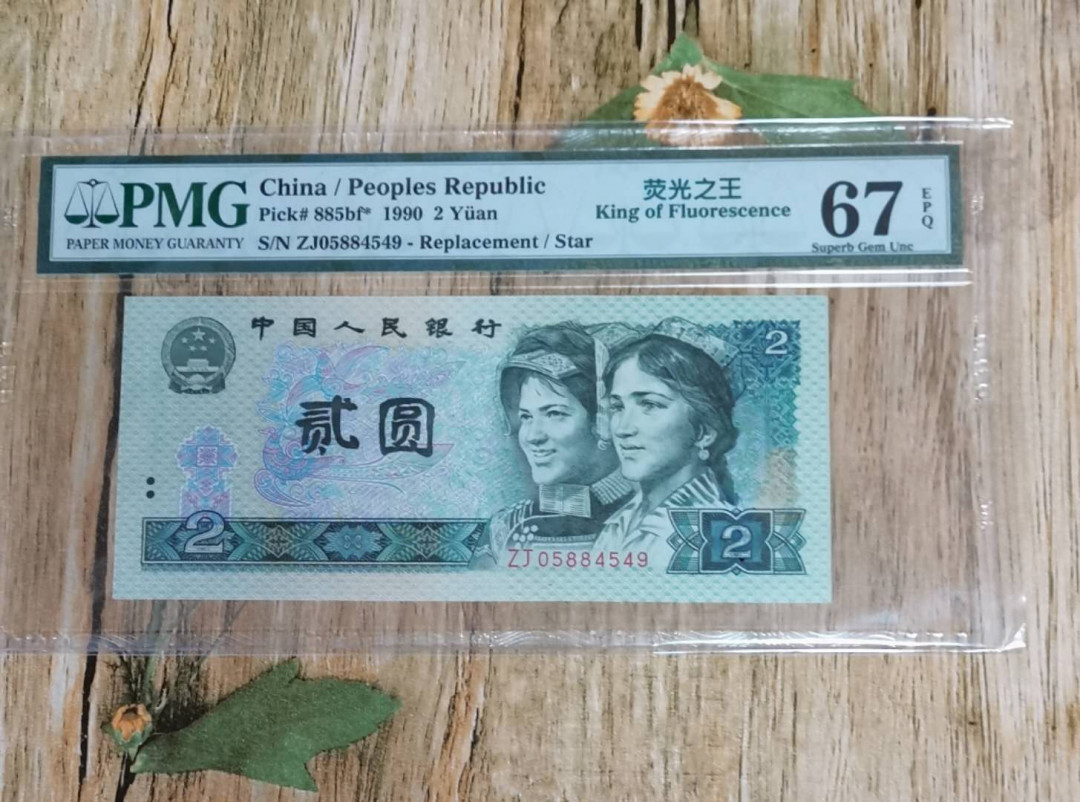 PMG
PAPER MONEY GUARANTY
China / Peoples Republic
Pick# 885bf* 1990 2 Yüan
S/N ZJ05884549 - Replacement / Star
荧光之王
King of Fluorescence
67
EPQ
Superb Gem Unc
中国人民银行
2
贰圆
2
ZJ05884549
2